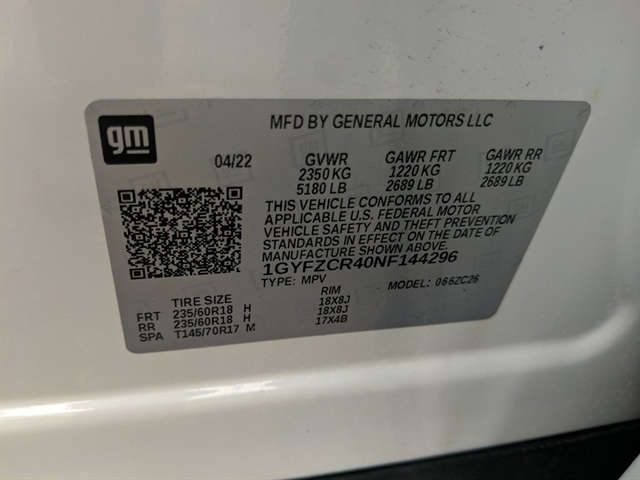 gm
MFD BY GENERAL MOTORS LLC
04/22 GVWR GAWR FRT GAWR RR
2350 KG 1220 KG 1220 KG
5180 LB 2689 LB 2689 LB
THIS VEHICLE CONFORMS TO ALL
APPLICABLE U.S. FEDERAL MOTOR
VEHICLE SAFETY AND THEFT PREVENTION
STANDARDS IN EFFECT ON THE DATE OF
MANUFACTURE SHOWN ABOVE.
1GYFZCR40NF144296
TYPE: MPV MODEL: 066ZC26
TIRE SIZE RIM
FRT 235/60R18 H 18X8J
RR 235/60R18 H 18X8J
SPA T145/70R17 M 17X4B